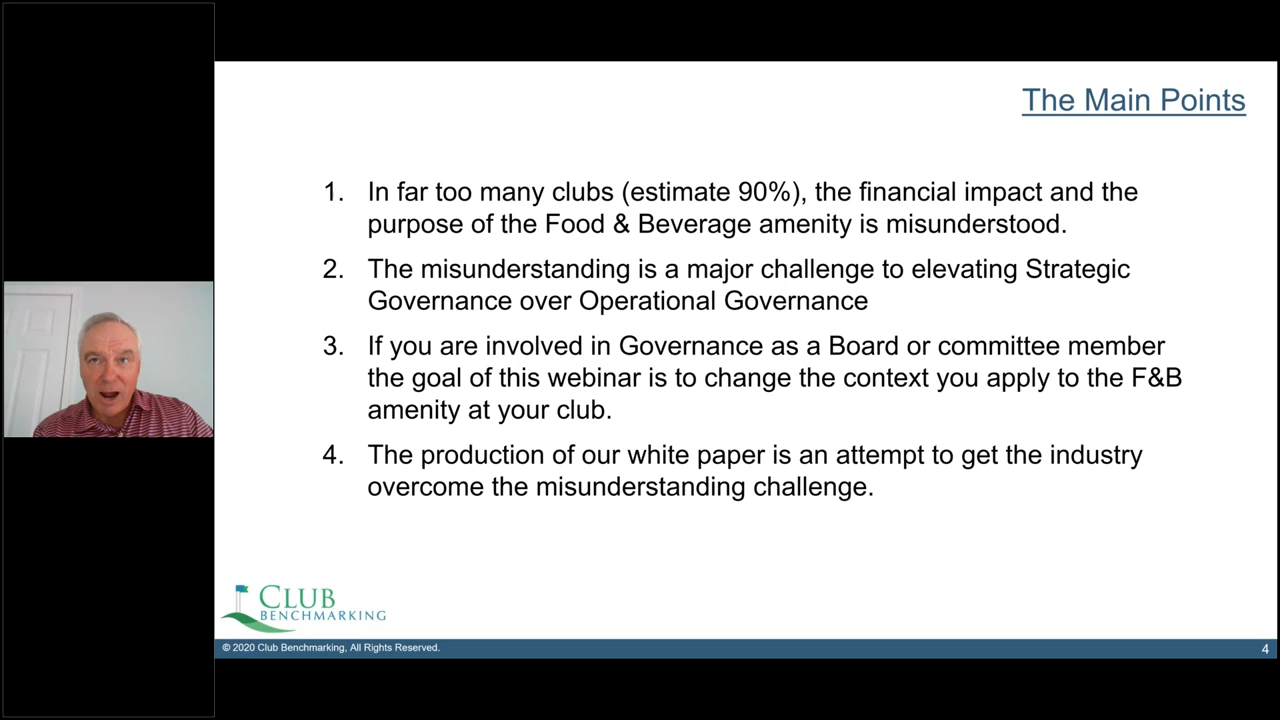 The Main Points
1. In far too many clubs (estimate 90%), the financial impact and the
purpose of the Food & Beverage amenity is misunderstood.
2. The misunderstanding is a major challenge to elevating Strategic
Governance over Operational Governance
3. If you are involved in Governance as a Board or committee member
the goal of this webinar is to change the context you apply to the F&B
amenity at your club.
4. The production of our white paper is an attempt to get the industry
overcome the misunderstanding challenge.
CLUB
BENCHMARKING
© 2020 Club Benchmarking, All Rights Reserved.
4